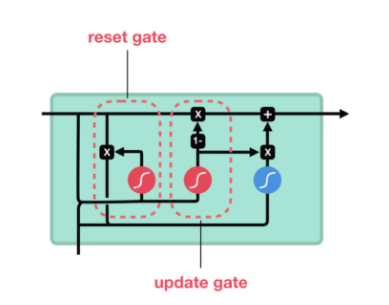 reset gate
x
+
1-
x
x
update gate